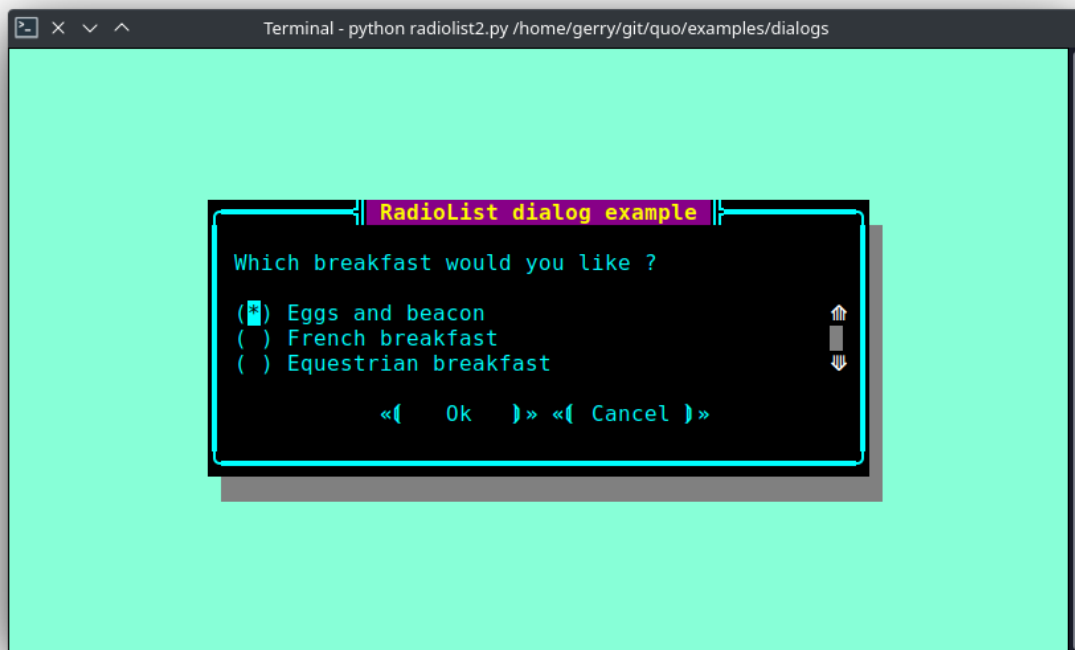 Terminal - python radiolist2.py /home/gerry/git/quo/examples/dialogs
RadioList dialog example
Which breakfast would you like ?
(*) Eggs and beacon
( ) French breakfast
( ) Equestrian breakfast
«⦗ Ok ⦘» «⦗ Cancel ⦘»